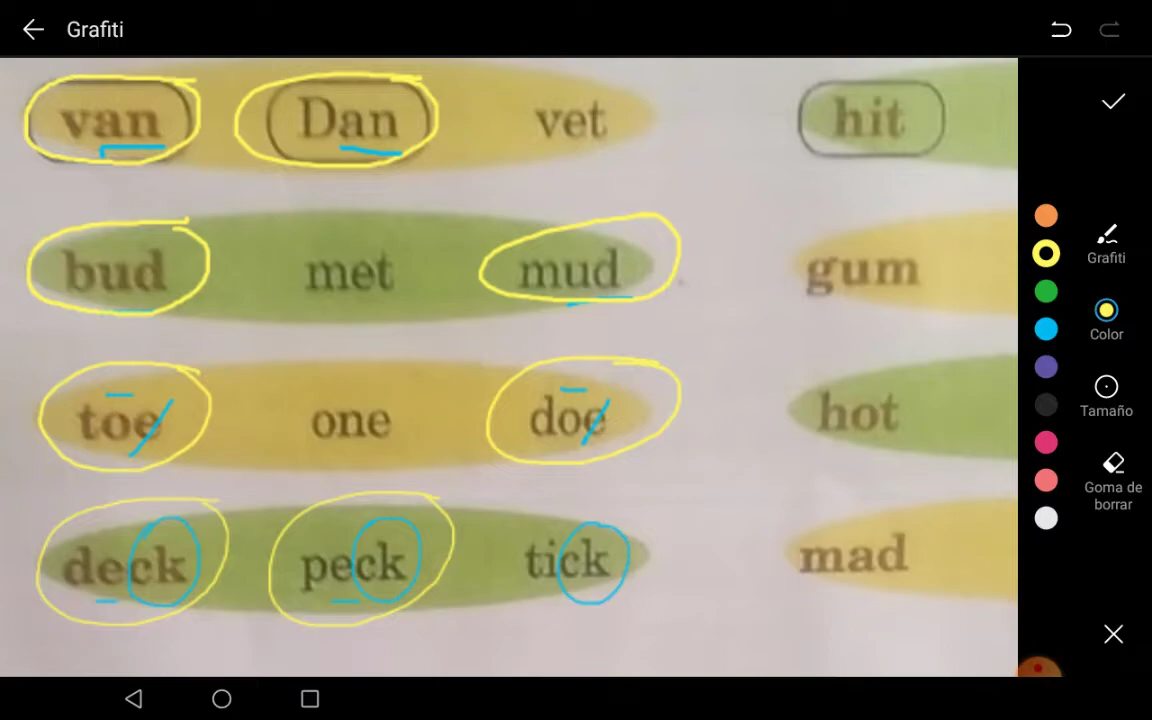 Grafiti
van Dan vet hit
bud met mud gum
toe one doe hot
deck peck tick mad
Grafiti
Color
Tamaño
Goma de
borrar